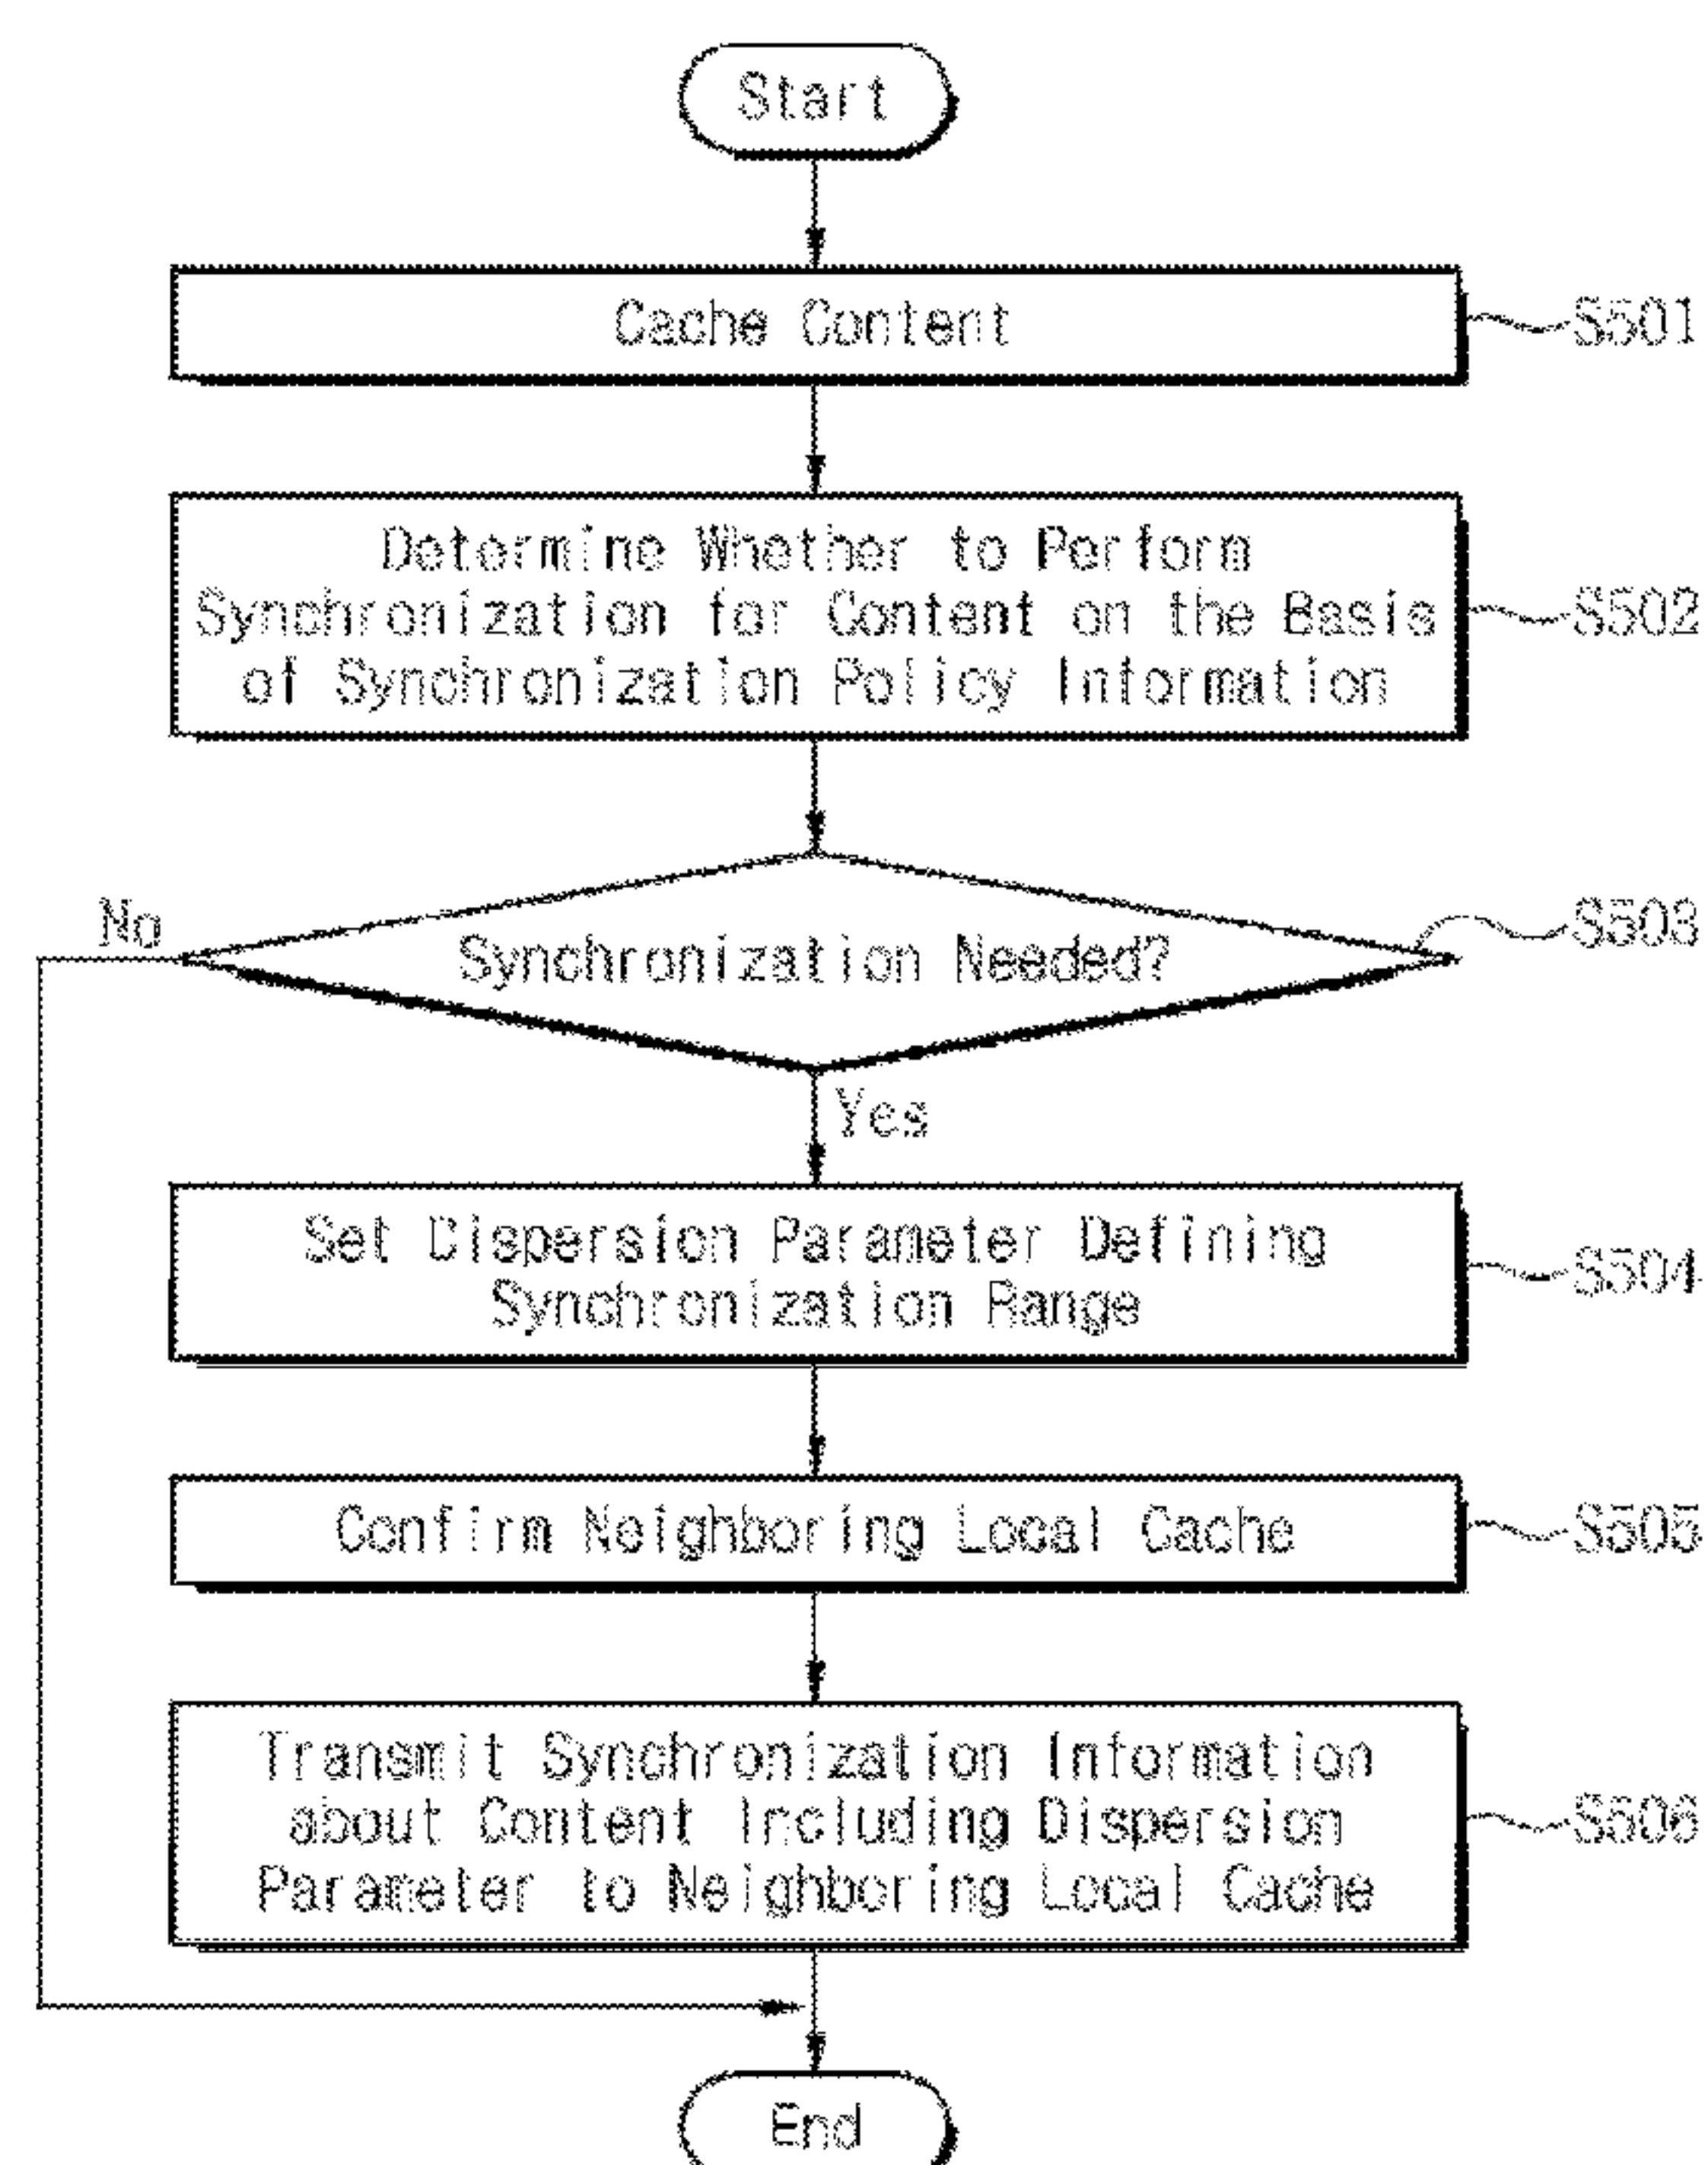 Start
Cache Content
S501
Determine Whether to Perform
Synchronization for Content on the Basis
of Synchronization Policy Information
S502
No
Synchronization Needed?
S503
Yes
Set Dispersion Parameter Defining
Synchronization Range
S504
Confirm Neighboring Local Cache
S505
Transmit Synchronization Information
about Content Including Dispersion
Parameter to Neighboring Local Cache
S506
End